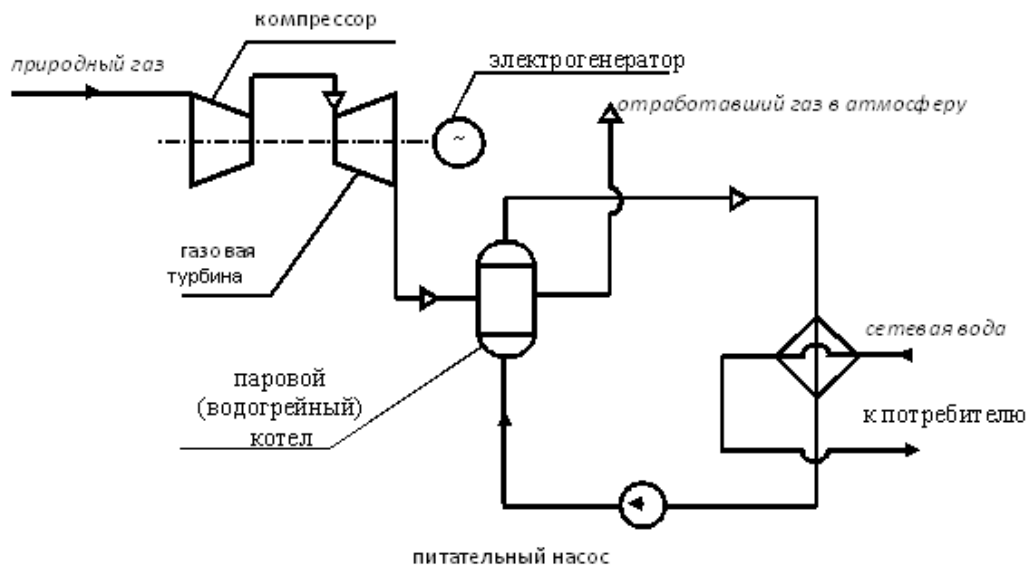 компрессор
природный газ
электрогенератор
отработавший газ в атмосферу
~
газовая
турбина
сетевая вода
паровой
(водогрейный)
котел
к потребителю
питательный насос